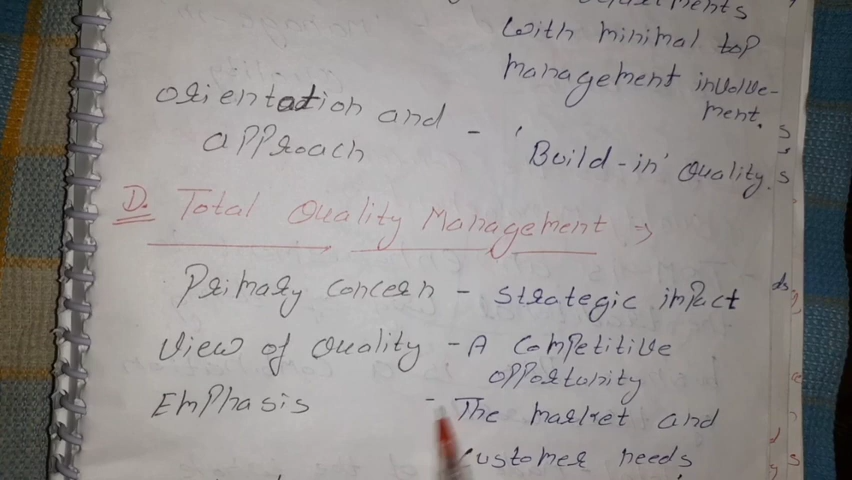 with minimal top
management involve-
ment.
orientation and
approach - 'Build-in' Quality.
D. Total Quality Management →
Primary concern - strategic impact
View of Quality - A competitive
opportunity
Emphasis - The market and
customer needs